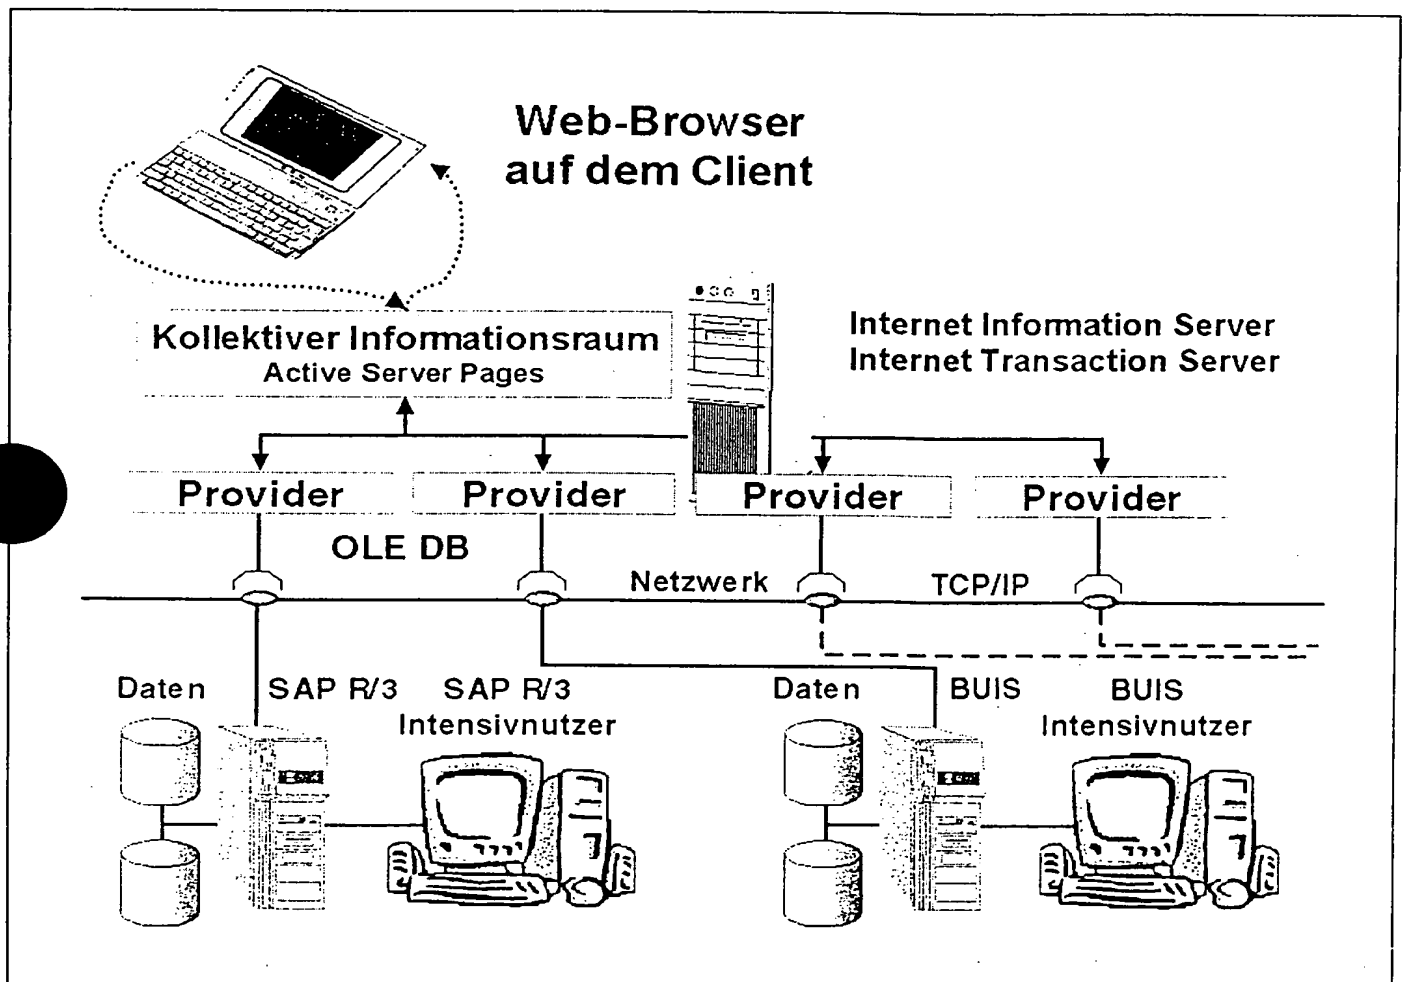 Web-Browser
auf dem Client
Kollektiver Informationsraum
Active Server Pages
Internet Information Server
Internet Transaction Server
Provider
Provider
Provider
Provider
OLE DB
Netzwerk
TCP/IP
Daten
SAP R/3
SAP R/3
Intensivnutzer
Daten
BUIS
BUIS
Intensivnutzer